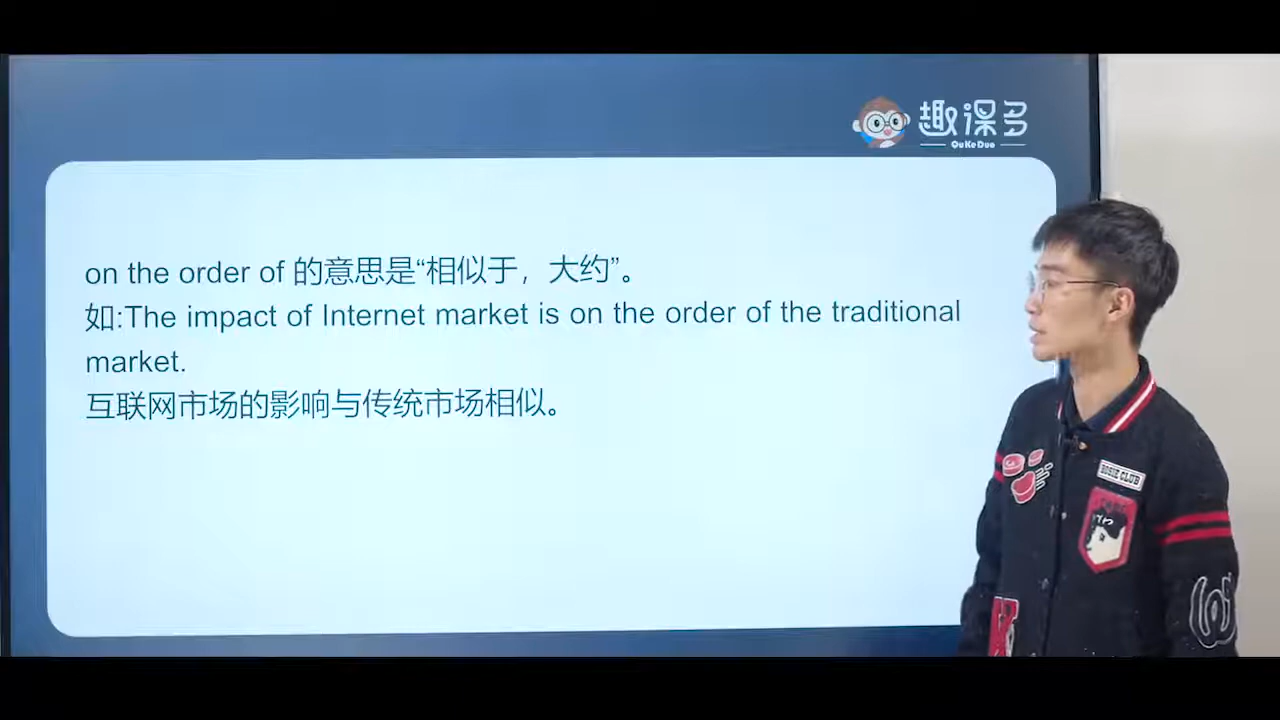 趣课多
QuKeDuo
on the order of 的意思是“相似于，大约”。
如:The impact of Internet market is on the order of the traditional
market.
互联网市场的影响与传统市场相似。
ROSIE CLUB
K